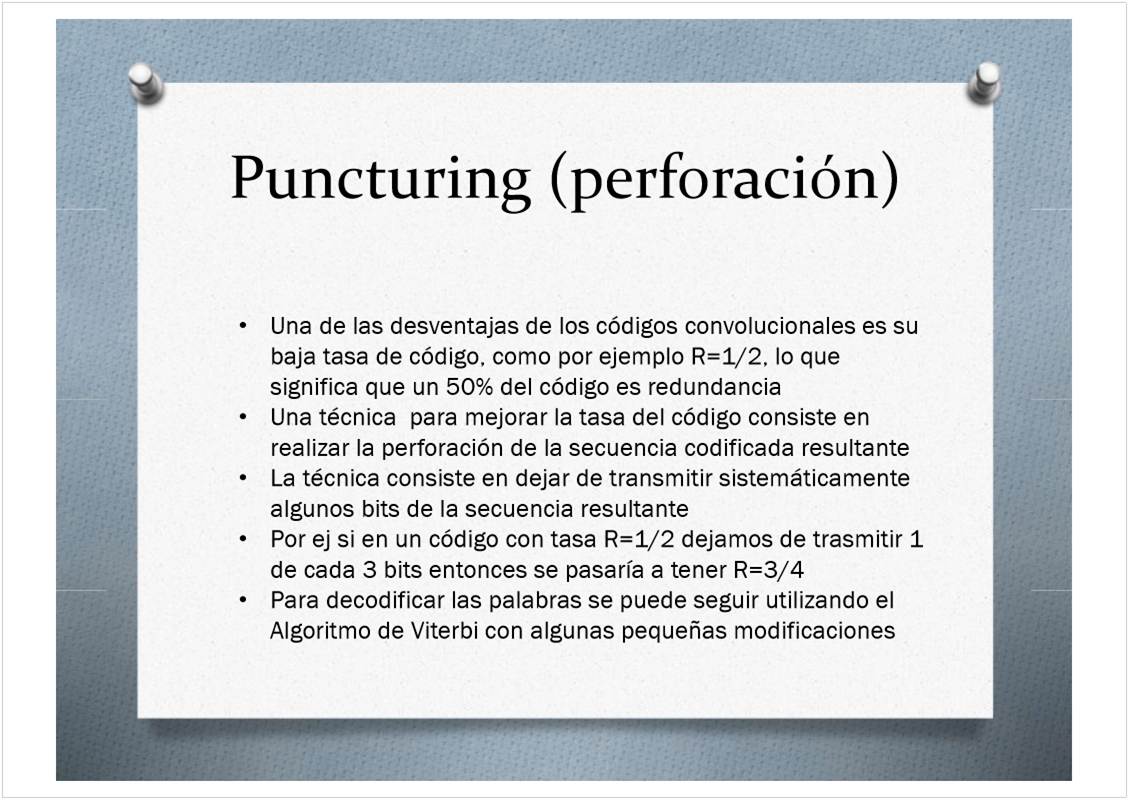 Puncturing (perforación)
• Una de las desventajas de los códigos convolucionales es su
baja tasa de código, como por ejemplo R=1/2, lo que
significa que un 50% del código es redundancia
• Una técnica  para mejorar la tasa del código consiste en
realizar la perforación de la secuencia codificada resultante
• La técnica consiste en dejar de transmitir sistemáticamente
algunos bits de la secuencia resultante
• Por ej si en un código con tasa R=1/2 dejamos de trasmitir 1
de cada 3 bits entonces se pasaría a tener R=3/4
• Para decodificar las palabras se puede seguir utilizando el
Algoritmo de Viterbi con algunas pequeñas modificaciones